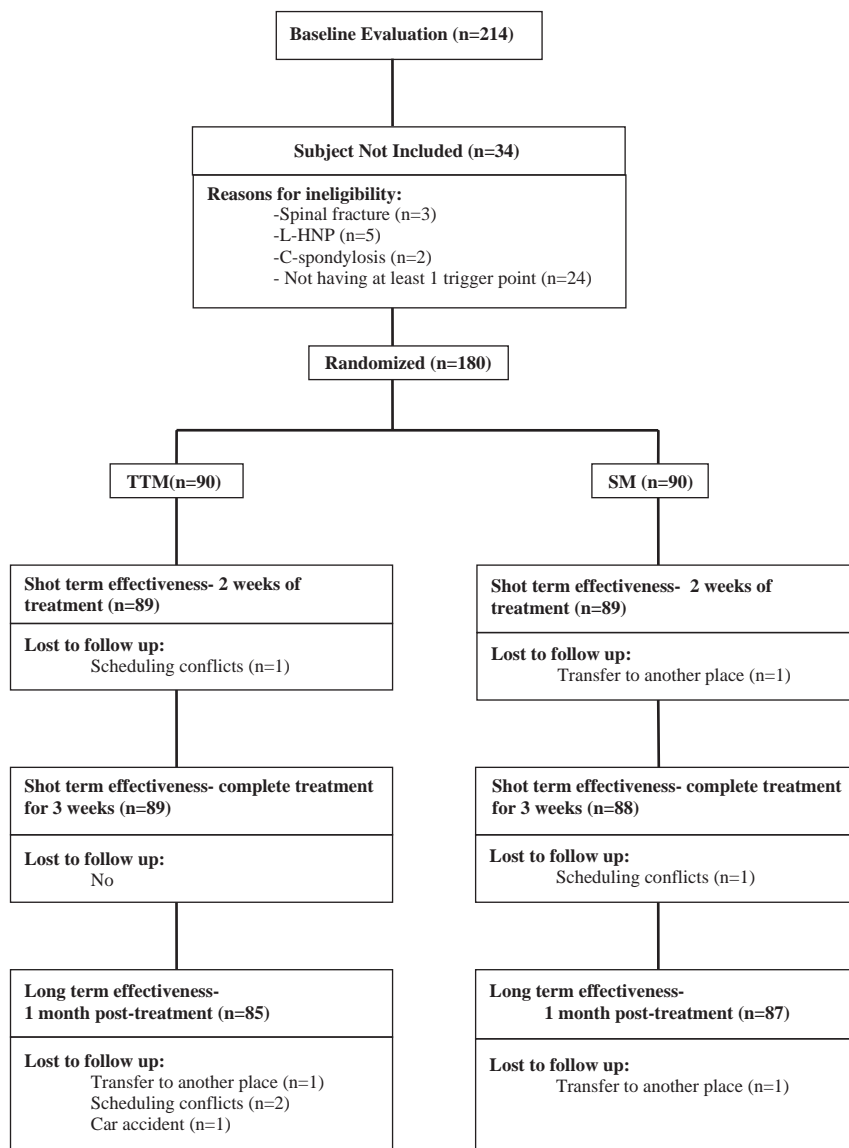 Baseline Evaluation (n=214)
Subject Not Included (n=34)
Reasons for ineligibility:
-Spinal fracture (n=3)
-L-HNP (n=5)
-C-spondylosis (n=2)
- Not having at least 1 trigger point (n=24)
Randomized (n=180)
TTM(n=90)
SM (n=90)
Shot term effectiveness- 2 weeks of
treatment (n=89)
Lost to follow up:
Scheduling conflicts (n=1)
Shot term effectiveness- 2 weeks of
treatment (n=89)
Lost to follow up:
Transfer to another place (n=1)
Shot term effectiveness- complete treatment
for 3 weeks (n=89)
Lost to follow up:
No
Shot term effectiveness- complete treatment
for 3 weeks (n=88)
Lost to follow up:
Scheduling conflicts (n=1)
Long term effectiveness-
1 month post-treatment (n=85)
Lost to follow up:
Transfer to another place (n=1)
Scheduling conflicts (n=2)
Car accident (n=1)
Long term effectiveness-
1 month post-treatment (n=87)
Lost to follow up:
Transfer to another place (n=1)